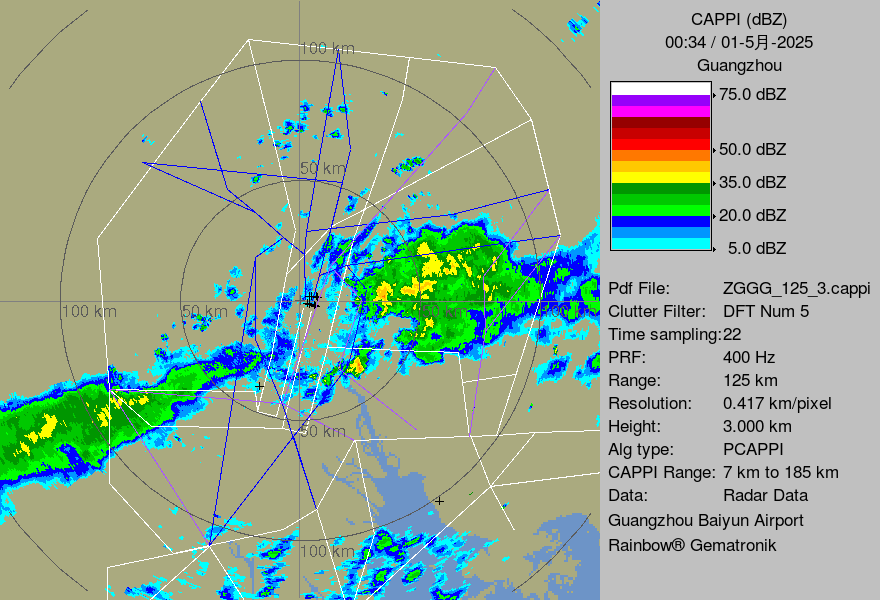 CAPPI (dBZ)
00:34 / 01-5月-2025
Guangzhou
75.0 dBZ
50.0 dBZ
35.0 dBZ
20.0 dBZ
5.0 dBZ
Pdf File: ZGGG_125_3.cappi
Clutter Filter: DFT Num 5
Time sampling:22
PRF: 400 Hz
Range: 125 km
Resolution: 0.417 km/pixel
Height: 3.000 km
Alg type: PCAPPI
CAPPI Range: 7 km to 185 km
Data: Radar Data
Guangzhou Baiyun Airport
Rainbow® Gematronik
100 km
50 km
100 km
50 km
50 km
100 km